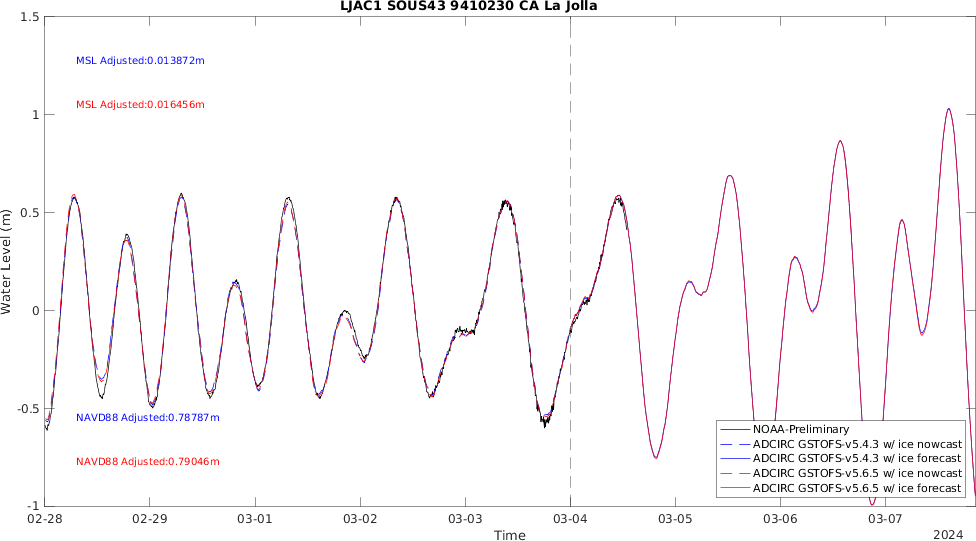 LJAC1 SOUS43 9410230 CA La Jolla
1.5
MSL Adjusted:0.013872m
MSL Adjusted:0.016456m
1
0.5
Water Level (m)
0
-0.5
NAVD88 Adjusted:0.78787m
NAVD88 Adjusted:0.79046m
NOAA-Preliminary
ADCIRC GSTOFS-v5.4.3 w/ ice nowcast
ADCIRC GSTOFS-v5.4.3 w/ ice forecast
ADCIRC GSTOFS-v5.6.5 w/ ice nowcast
ADCIRC GSTOFS-v5.6.5 w/ ice forecast
-1
02-28 02-29 03-01 03-02 03-03 03-04 03-05 03-06 03-07
Time
2024